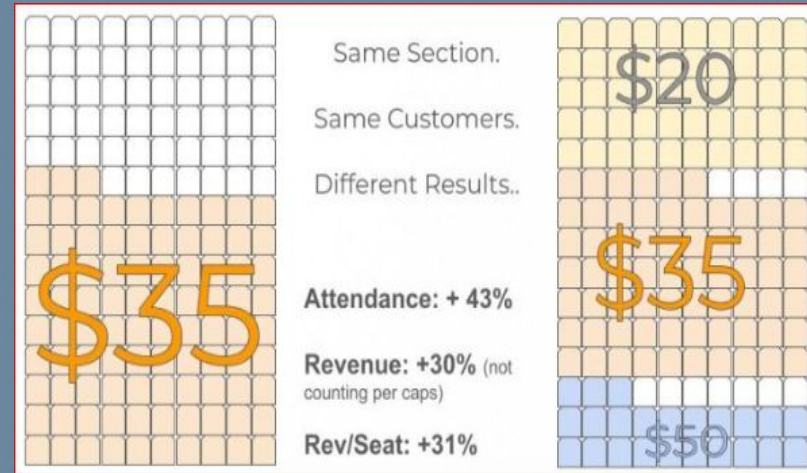 Same Section.
$20
Same Customers.
Different Results..
$35
$35
Attendance: + 43%
Revenue: +30% (not
counting per caps)
Rev/Seat: +31%
$50